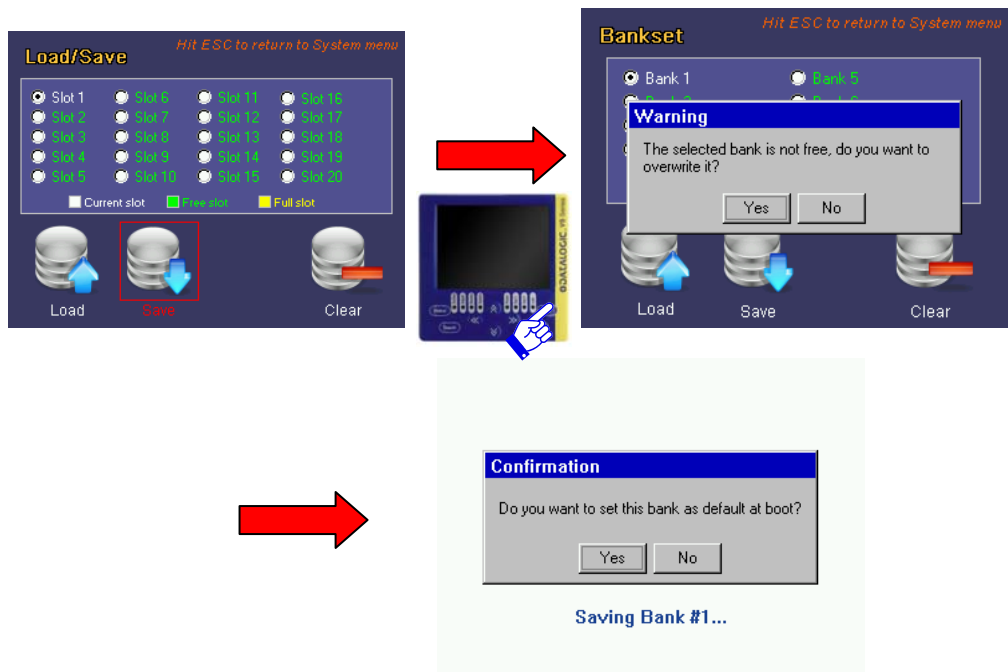 Hit ESC to return to System menu
Load/Save
Slot 1 Slot 6 Slot 11 Slot 16
Slot 2 Slot 7 Slot 12 Slot 17
Slot 3 Slot 8 Slot 13 Slot 18
Slot 4 Slot 9 Slot 14 Slot 19
Slot 5 Slot 10 Slot 15 Slot 20
Current slot Free slot Full slot
Load Save Clear
DATALOGIC
Hit ESC to return to System menu
Bankset
Bank 1 Bank 5
Warning
The selected bank is not free, do you want to
overwrite it?
Yes No
Load Save Clear
Confirmation
Do you want to set this bank as default at boot?
Yes No
Saving Bank #1...